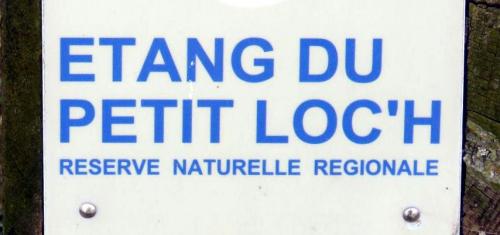 ETANG DU
PETIT LOC'H
RESERVE NATURELLE REGIONALE